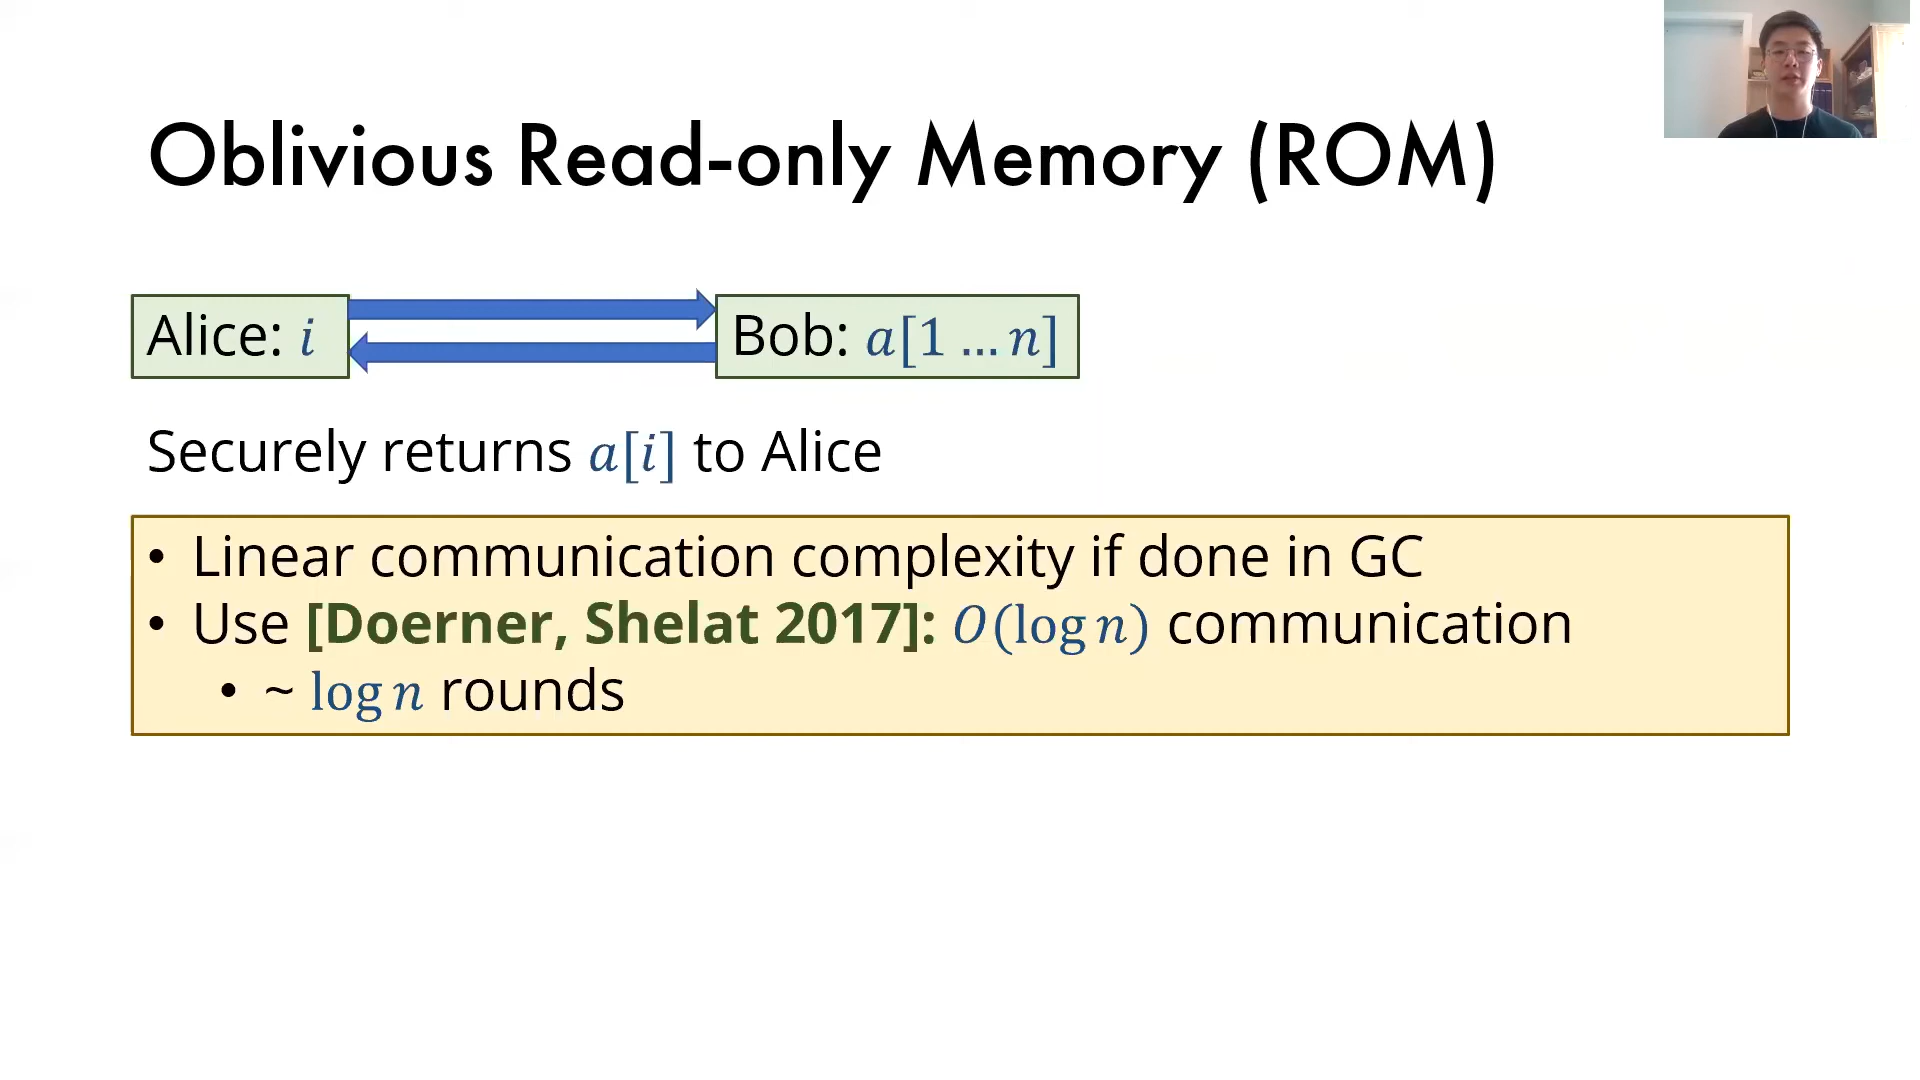 Oblivious Read-only Memory (ROM)
Alice: i
Bob: a[1 ... n]
Securely returns a[i] to Alice
• Linear communication complexity if done in GC
• Use [Doerner, Shelat 2017]: O(log n) communication
• ~ log n rounds